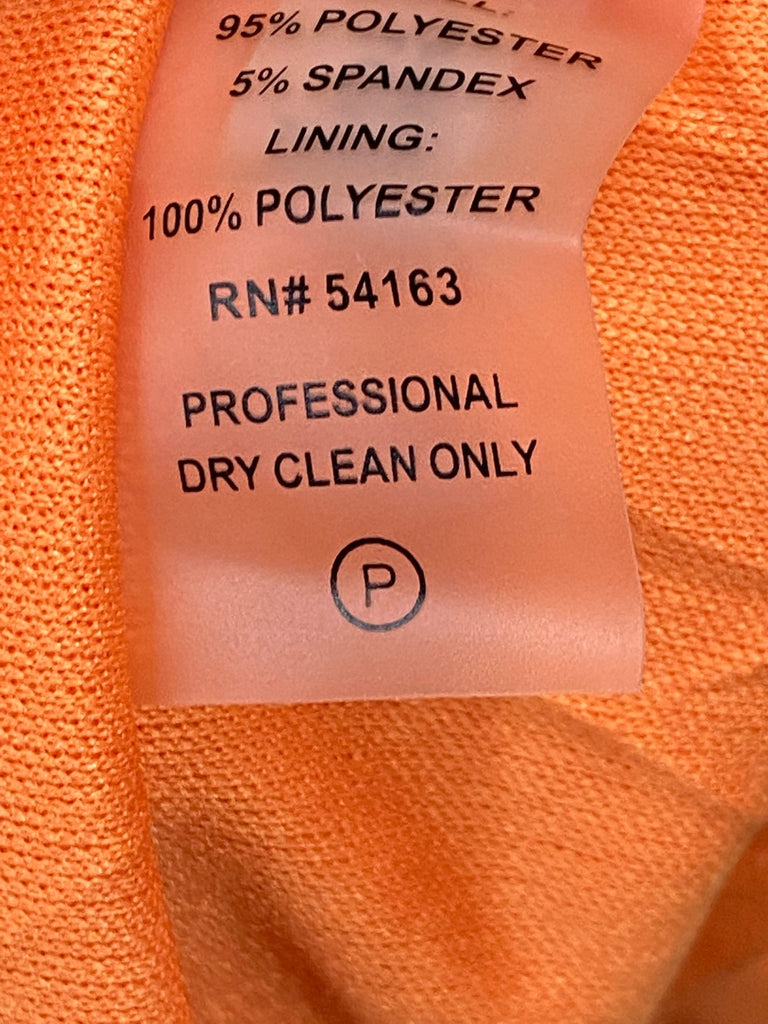 95% POLYESTER
5% SPANDEX
LINING:
100% POLYESTER
RN# 54163
PROFESSIONAL
DRY CLEAN ONLY
P